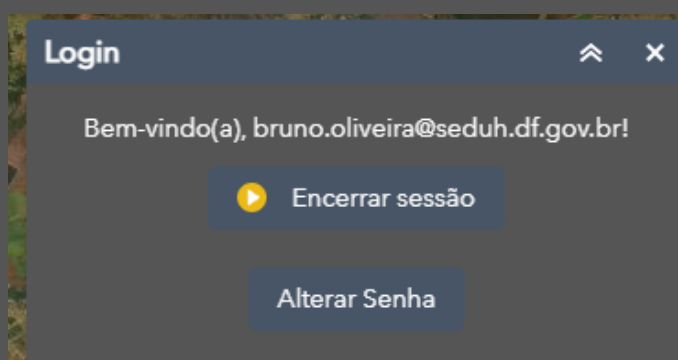 Login
Bem-vindo(a), bruno.oliveira@seduh.df.gov.br!
Encerrar sessão
Alterar Senha